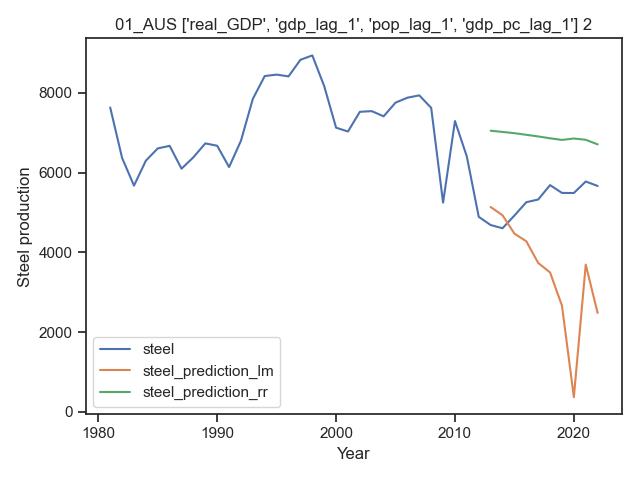 01_AUS ['real_GDP', 'gdp_lag_1', 'pop_lag_1', 'gdp_pc_lag_1'] 2
8000
6000
4000
2000
0
Steel production
steel
steel_prediction_lm
steel_prediction_rr
1980
1990
2000
2010
2020
Year